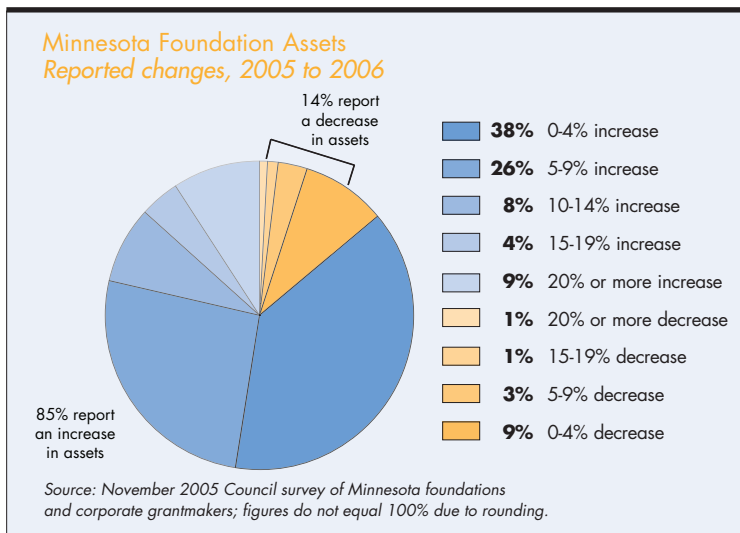 Minnesota Foundation Assets
Reported changes, 2005 to 2006
14% report
a decrease
in assets
38% 0-4% increase
26% 5-9% increase
8% 10-14% increase
4% 15-19% increase
9% 20% or more increase
1% 20% or more decrease
1% 15-19% decrease
3% 5-9% decrease
9% 0-4% decrease
85% report
an increase
in assets
Source: November 2005 Council survey of Minnesota foundations
and corporate grantmakers; figures do not equal 100% due to rounding.